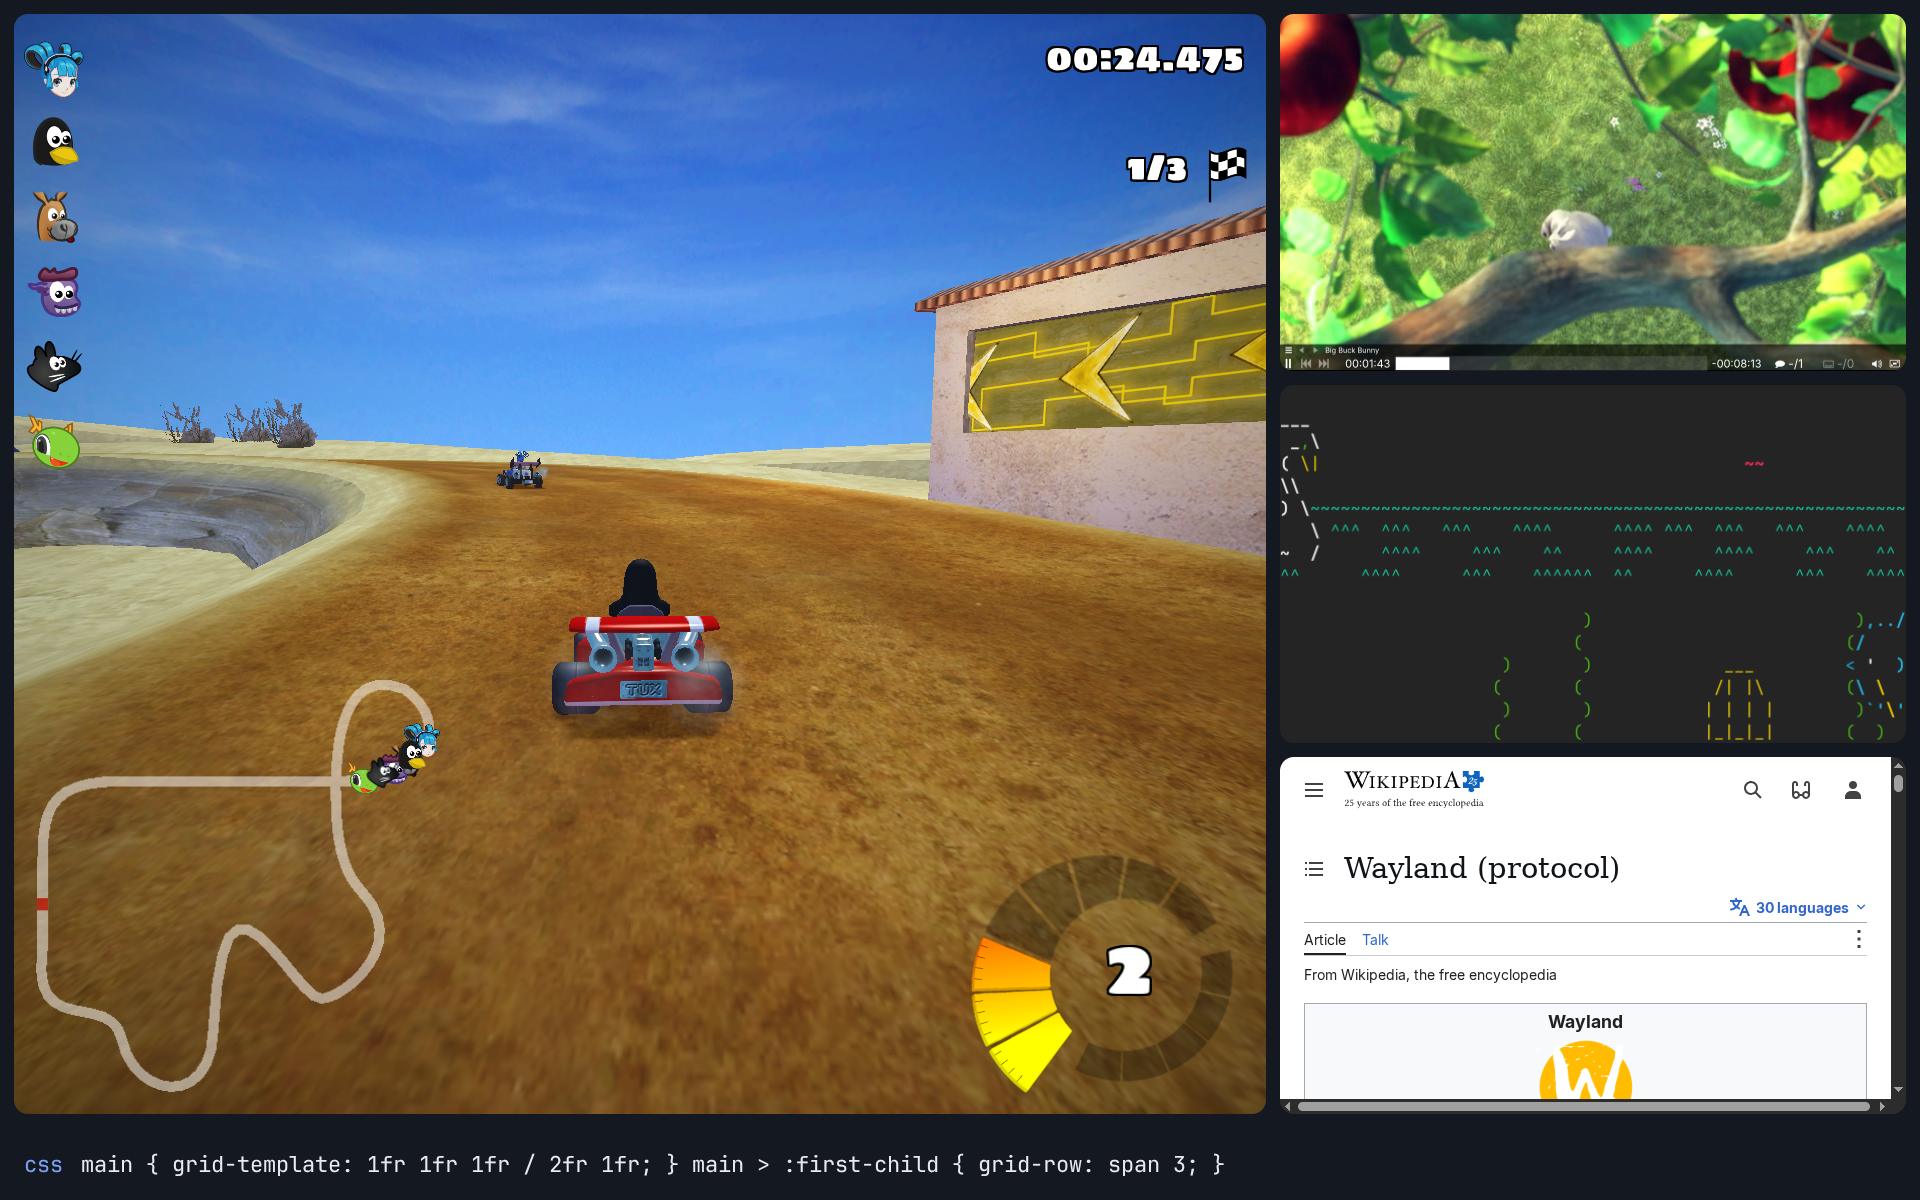 00:24.475
1/3
TUX
2
Big Buck Bunny
00:01:43
-00:08:13
-/1
-/0
WIKIPEDIA
25
25 years of the free encyclopedia
Wayland (protocol)
30 languages
Article Talk
From Wikipedia, the free encyclopedia
Wayland
css main { grid-template: 1fr 1fr 1fr / 2fr 1fr; } main > :first-child { grid-row: span 3; }